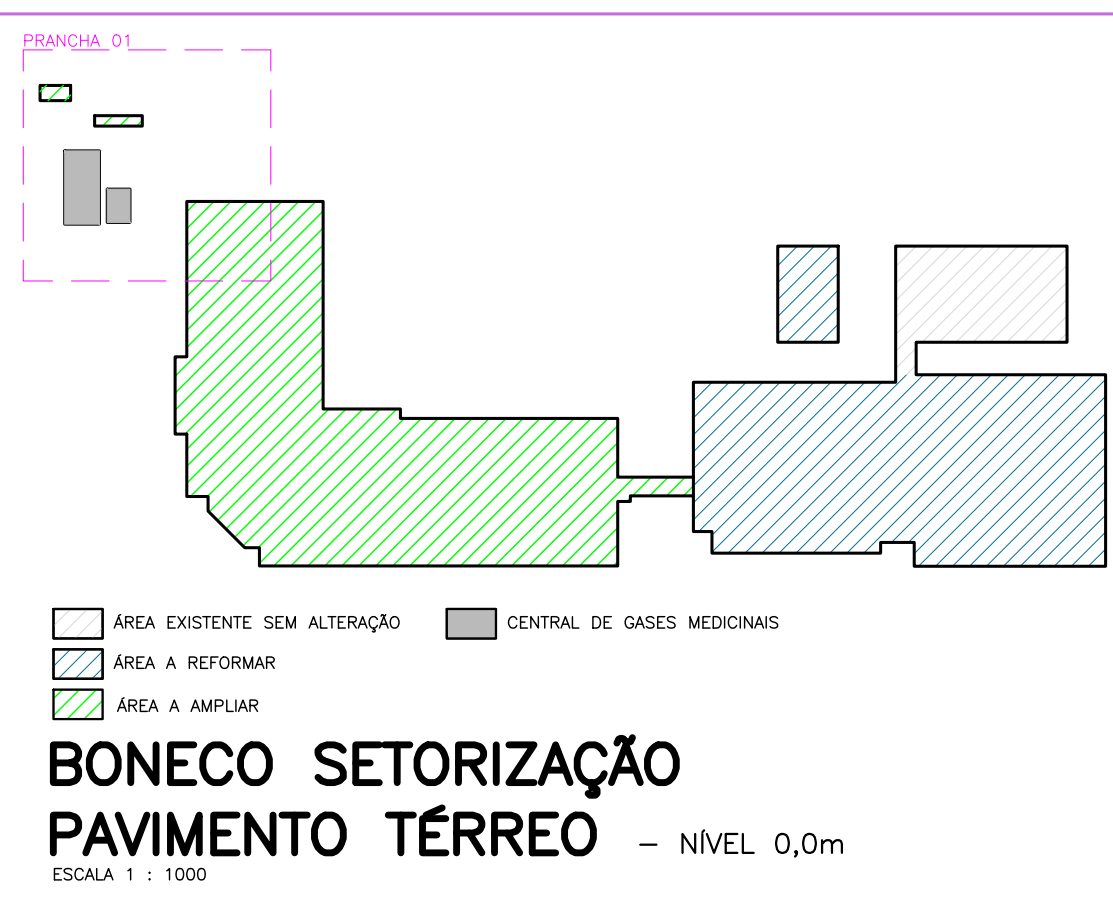 PRANCHA 01
ÁREA EXISTENTE SEM ALTERAÇÃO
CENTRAL DE GASES MEDICINAIS
ÁREA A REFORMAR
ÁREA A AMPLIAR
BONECO SETORIZAÇÃO
PAVIMENTO TÉRREO – NÍVEL 0,0m
ESCALA 1 : 1000